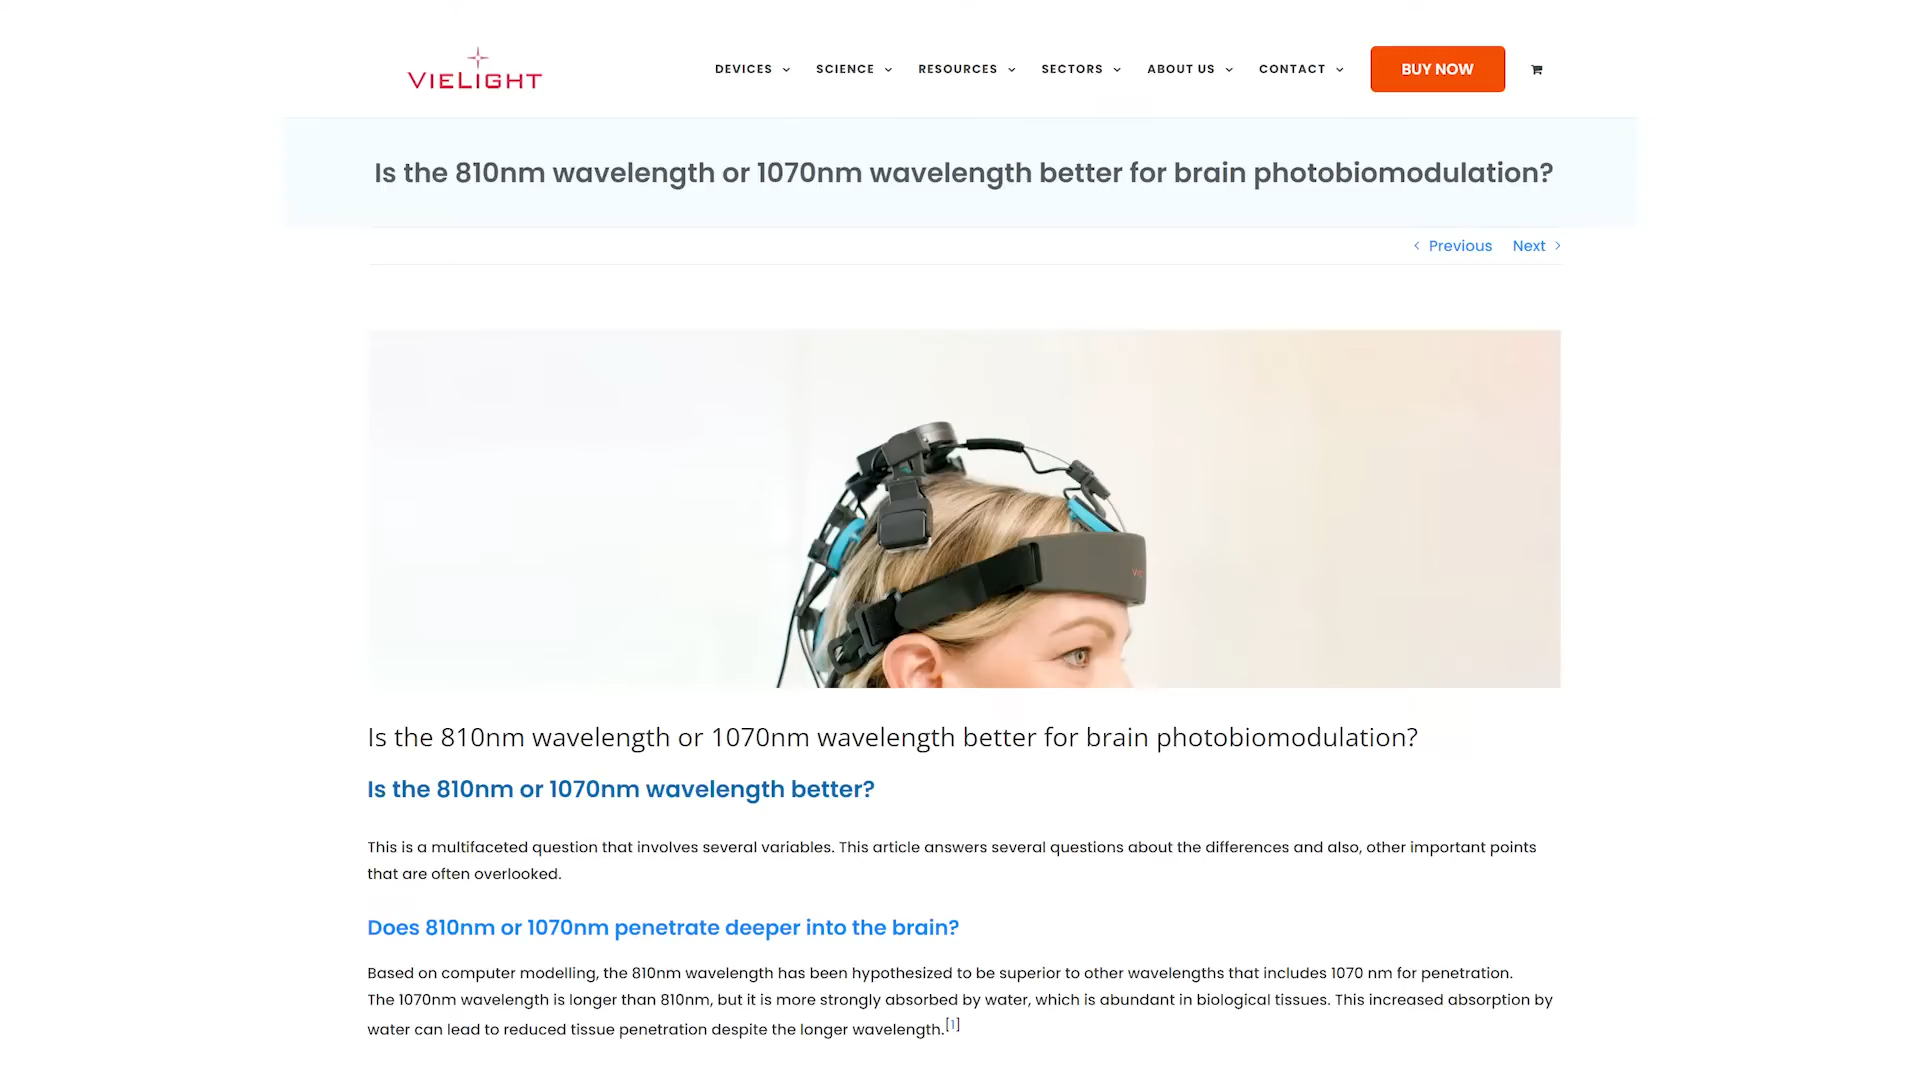 VIELIGHT
DEVICES SCIENCE RESOURCES SECTORS ABOUT US CONTACT BUY NOW
Is the 810nm wavelength or 1070nm wavelength better for brain photobiomodulation?
Previous Next
Is the 810nm wavelength or 1070nm wavelength better for brain photobiomodulation?
Is the 810nm or 1070nm wavelength better?
This is a multifaceted question that involves several variables. This article answers several questions about the differences and also, other important points
that are often overlooked.
Does 810nm or 1070nm penetrate deeper into the brain?
Based on computer modelling, the 810nm wavelength has been hypothesized to be superior to other wavelengths that includes 1070 nm for penetration.
The 1070nm wavelength is longer than 810nm, but it is more strongly absorbed by water, which is abundant in biological tissues. This increased absorption by
water can lead to reduced tissue penetration despite the longer wavelength.[1]